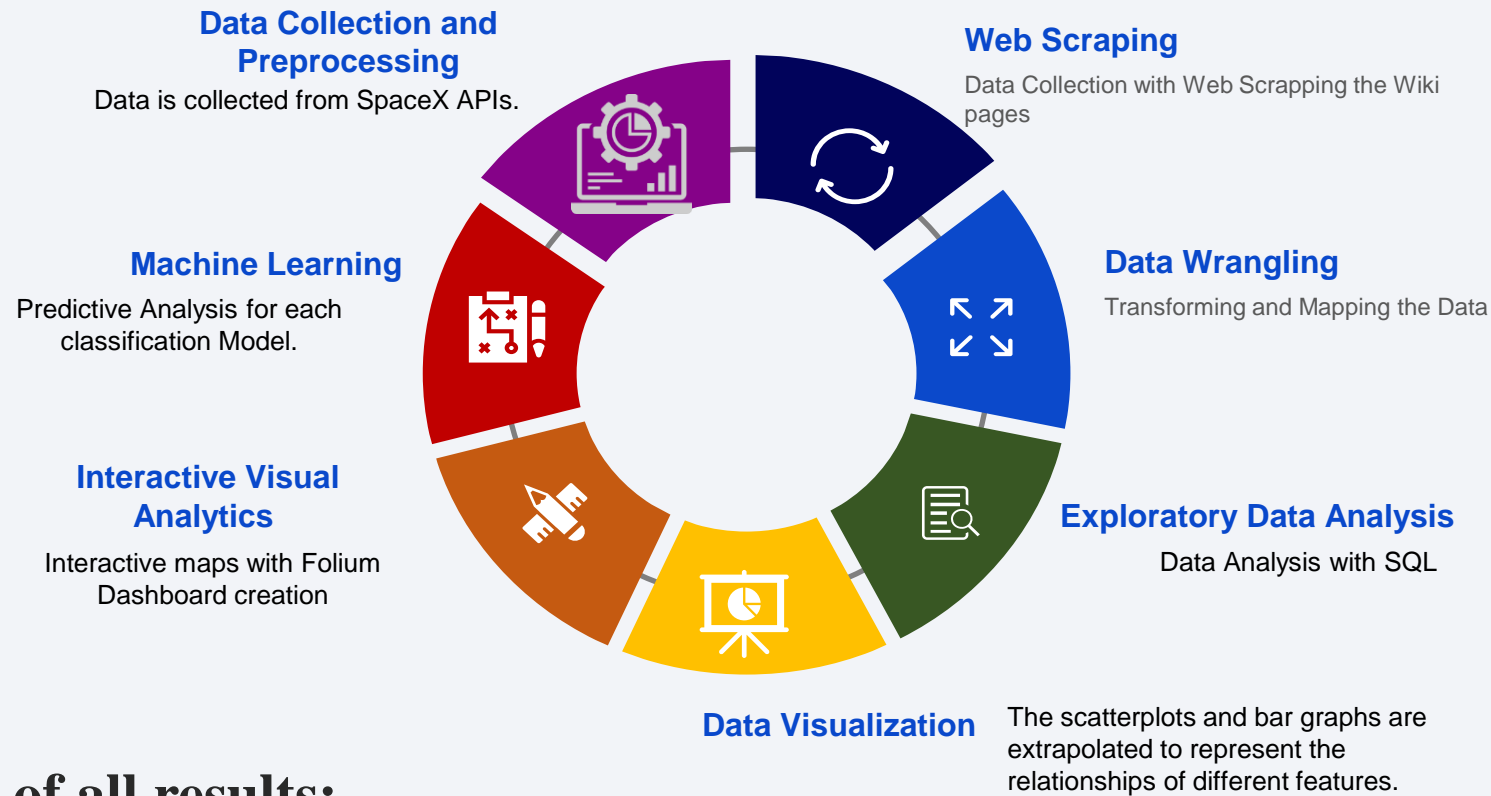 Data Collection and
Preprocessing
Data is collected from SpaceX APIs.
Web Scraping
Data Collection with Web Scrapping the Wiki
pages
Machine Learning
Predictive Analysis for each
classification Model.
Data Wrangling
Transforming and Mapping the Data
Interactive Visual
Analytics
Interactive maps with Folium
Dashboard creation
Exploratory Data Analysis
Data Analysis with SQL
Data Visualization
The scatterplots and bar graphs are
extrapolated to represent the
relationships of different features.
of all results: